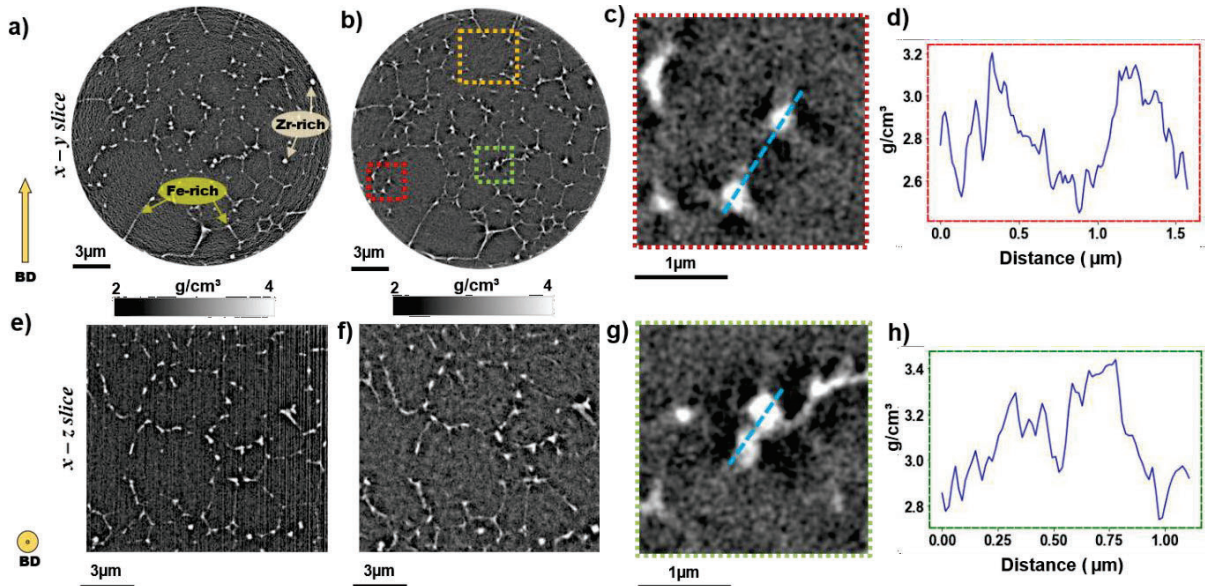 a)
b)
c)
d)
x – y slice
BD
Zr-rich
Fe-rich
3µm
3µm
1µm
g/cm³
3.2
3.0
2.8
2.6
0.0 0.5 1.0 1.5
Distance ( µm)
2 g/cm³ 4
2 g/cm³ 4
e)
f)
g)
h)
x – z slice
BD
3µm
3µm
1µm
g/cm³
3.4
3.2
3.0
2.8
0.00 0.25 0.50 0.75 1.00
Distance ( µm)